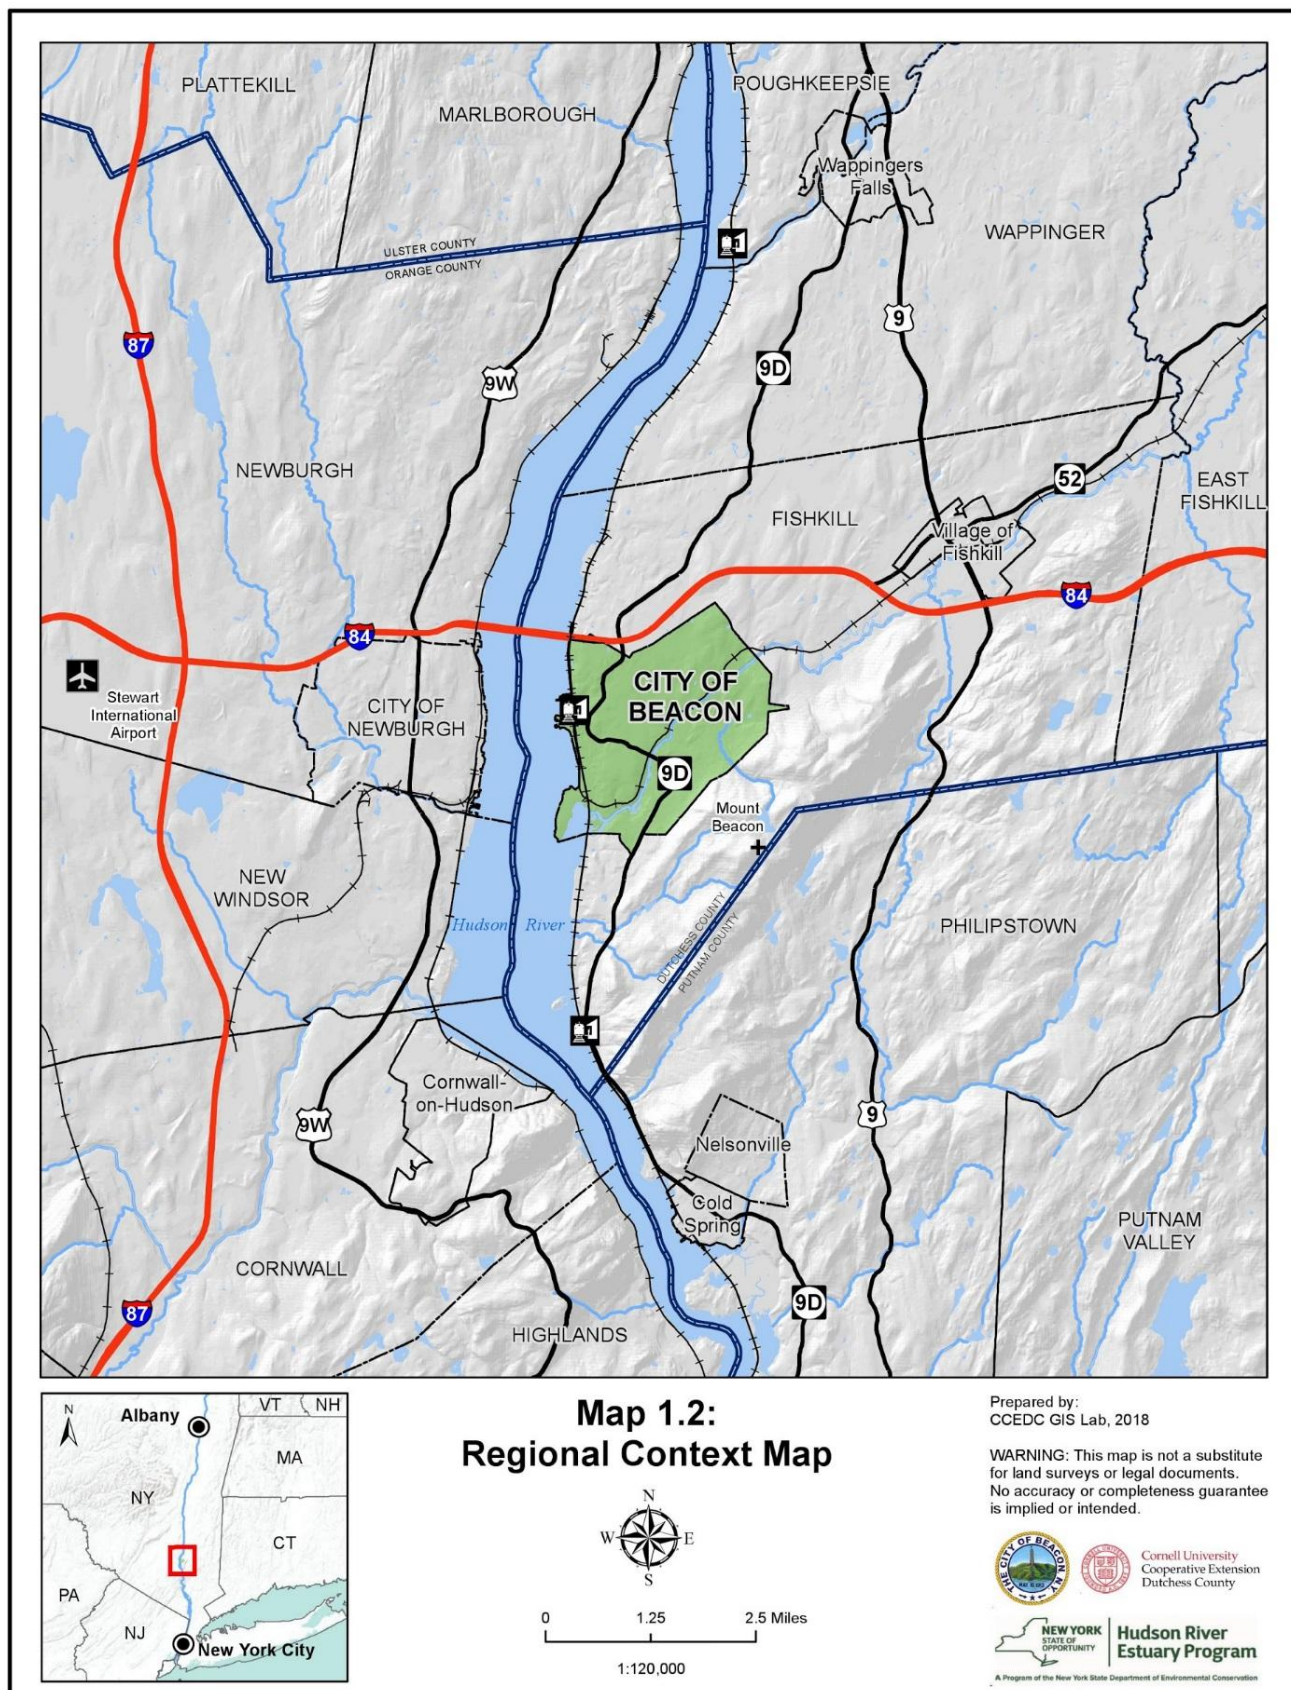 PLATTEKILL
MARLBOROUGH
POUGHKEEPSIE
Wappingers
Falls
WAPPINGER
ULSTER COUNTY
ORANGE COUNTY
87
9W
9D
9
NEWBURGH
52
EAST
FISHKILL
FISHKILL
Village of
Fishkill
84
84
Stewart
International
Airport
CITY OF
NEWBURGH
CITY OF
BEACON
9D
Mount
Beacon
NEW
WINDSOR
Hudson River
DUTCHESS COUNTY
PUTNAM COUNTY
PHILIPSTOWN
Cornwall-
on-Hudson
9W
9
Nelsonville
Cold
Spring
PUTNAM
VALLEY
CORNWALL
87
9D
HIGHLANDS
N
Albany
VT
NH
MA
NY
CT
PA
NJ
New York City
Map 1.2:
Regional Context Map
N
W E
S
0 1.25 2.5 Miles
1:120,000
Prepared by:
CCEDC GIS Lab, 2018
WARNING: This map is not a substitute
for land surveys or legal documents.
No accuracy or completeness guarantee
is implied or intended.
THE CITY OF BEACON, NY
Cornell University
Cooperative Extension
Dutchess County
NEW YORK
STATE OF
OPPORTUNITY
Hudson River
Estuary Program
A Program of the New York State Department of Environmental Conservation